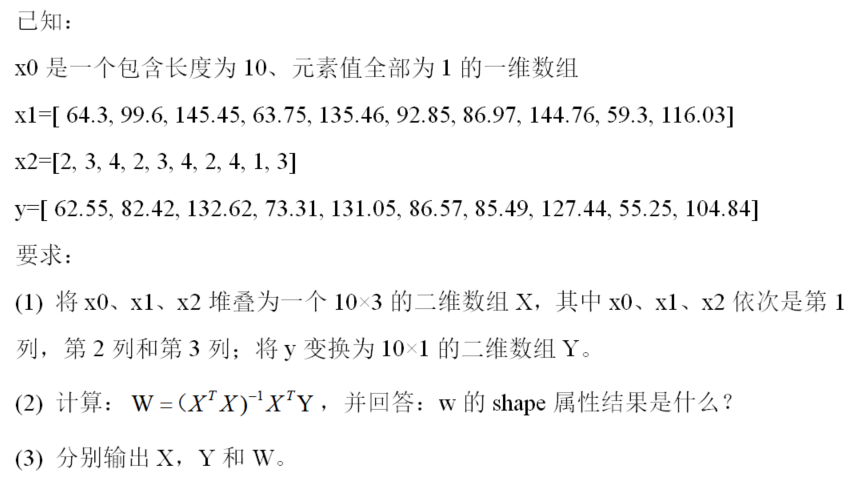 已知：
x0 是一个包含长度为 10、元素值全部为 1 的一维数组
x1=[ 64.3, 99.6, 145.45, 63.75, 135.46, 92.85, 86.97, 144.76, 59.3, 116.03]
x2=[2, 3, 4, 2, 3, 4, 2, 4, 1, 3]
y=[ 62.55, 82.42, 132.62, 73.31, 131.05, 86.57, 85.49, 127.44, 55.25, 104.84]
要求：
(1) 将 x0、x1、x2 堆叠为一个 10×3 的二维数组 X，其中 x0、x1、x2 依次是第 1
列，第 2 列和第 3 列；将 y 变换为 10×1 的二维数组 Y。
(2) 计算： W =(X^T X)^{-1} X^T Y ，并回答：w 的 shape 属性结果是什么？
(3) 分别输出 X，Y 和 W。